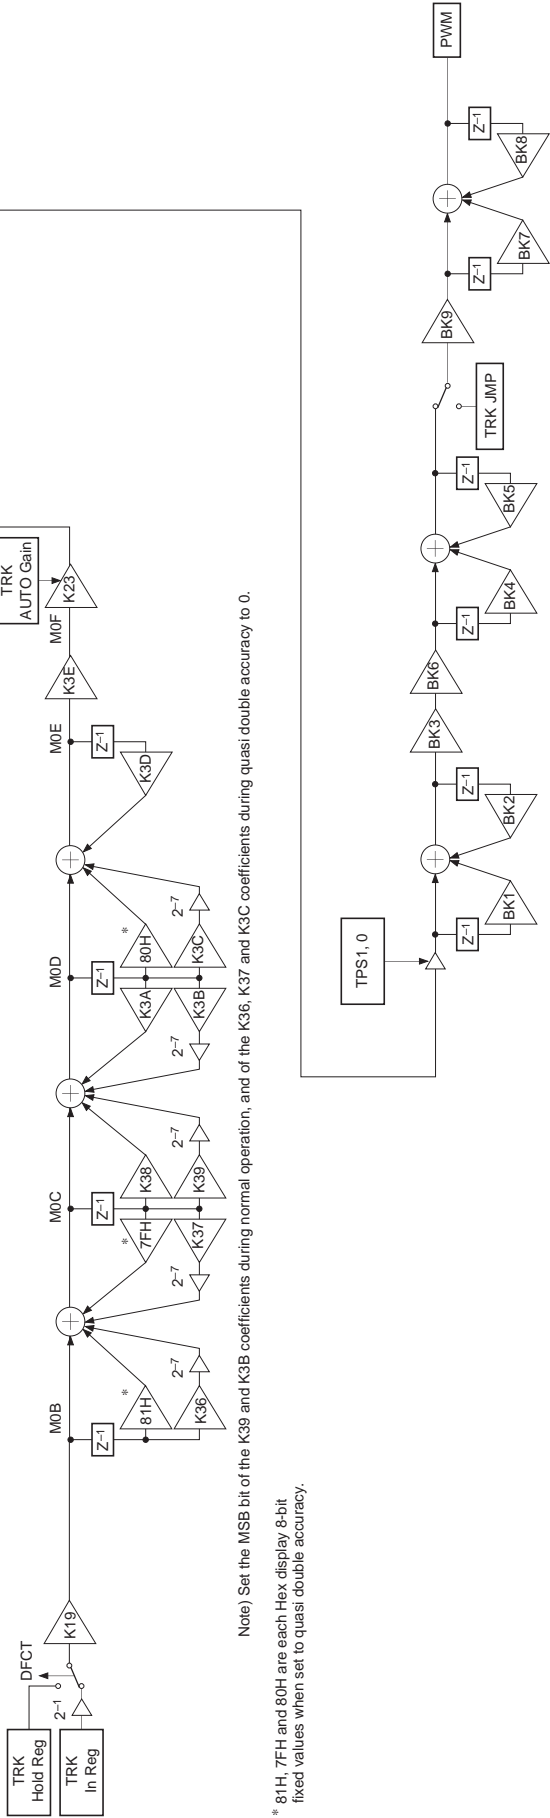 TRK
Hold Reg
TRK
In Reg
2–1
DFCT
K19
M0B
Z–1
81H
*
K36
2–7
7FH
*
K37
2–7
M0C
Z–1
K38
K39
2–7
K3A
K3B
2–7
M0D
Z–1
80H
*
K3C
2–7
K3D
Z–1
M0E
K3E
M0F
K23
TRK
AUTO Gain
Note) Set the MSB bit of the K39 and K3B coefficients during normal operation, and of the K36, K37 and K3C coefficients during quasi double accuracy to 0.
* 81H, 7FH and 80H are each Hex display 8-bit
fixed values when set to quasi double accuracy.
TPS1, 0
Z–1
BK1
Z–1
BK2
BK3
BK6
Z–1
BK4
Z–1
BK5
TRK JMP
BK9
Z–1
BK7
Z–1
BK8
PWM